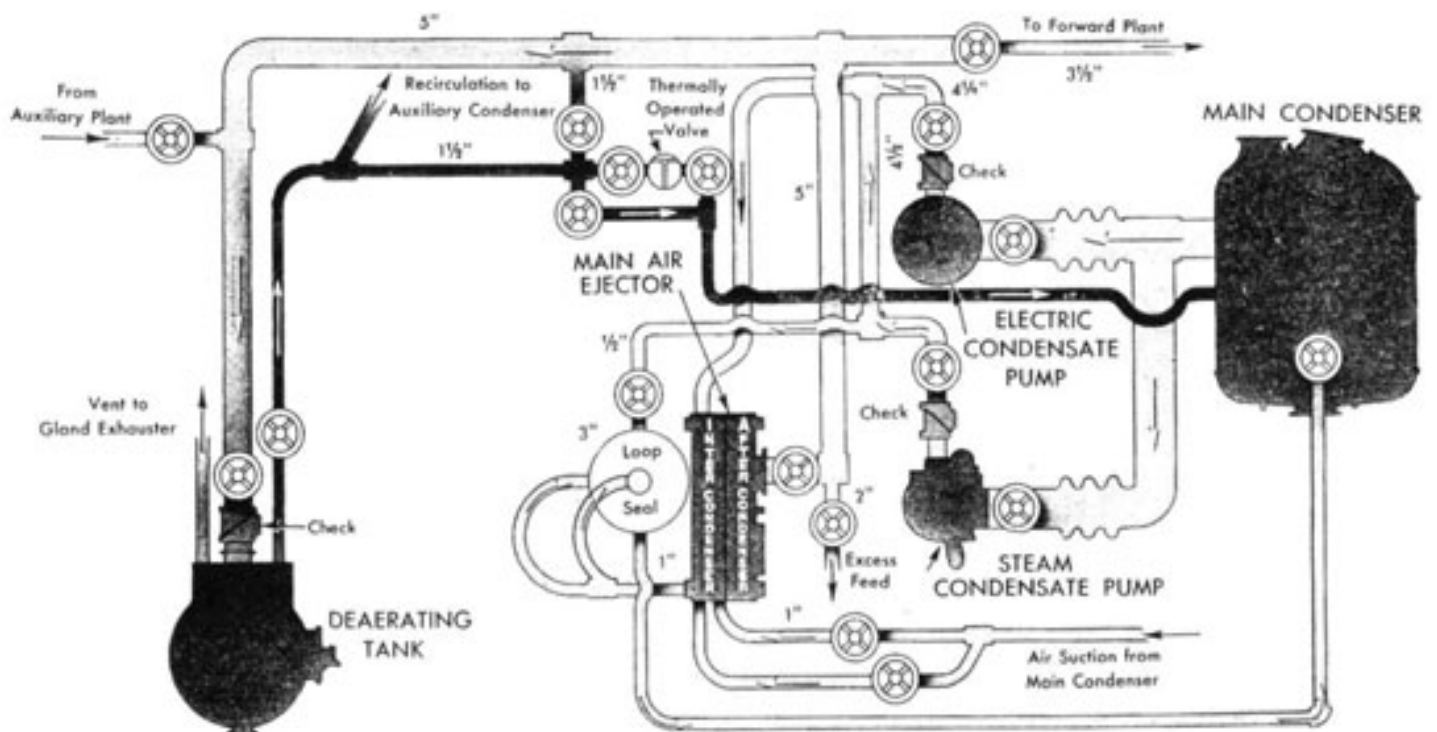 5"
To Forward Plant
3½"
From
Auxiliary Plant
Recirculation to
Auxiliary Condenser
1½"
Thermally
Operated
Valve
4¼"
MAIN CONDENSER
1½"
4½"
Check
5"
MAIN AIR
EJECTOR
ELECTRIC
CONDENSATE
PUMP
½"
Vent to
Gland Exhauster
3"
Loop
Seal
INTER CONDENSER
AFTER CONDENSER
Check
2"
Check
1"
Excess
Feed
STEAM
CONDENSATE PUMP
DEAERATING
TANK
1"
Air Suction from
Main Condenser